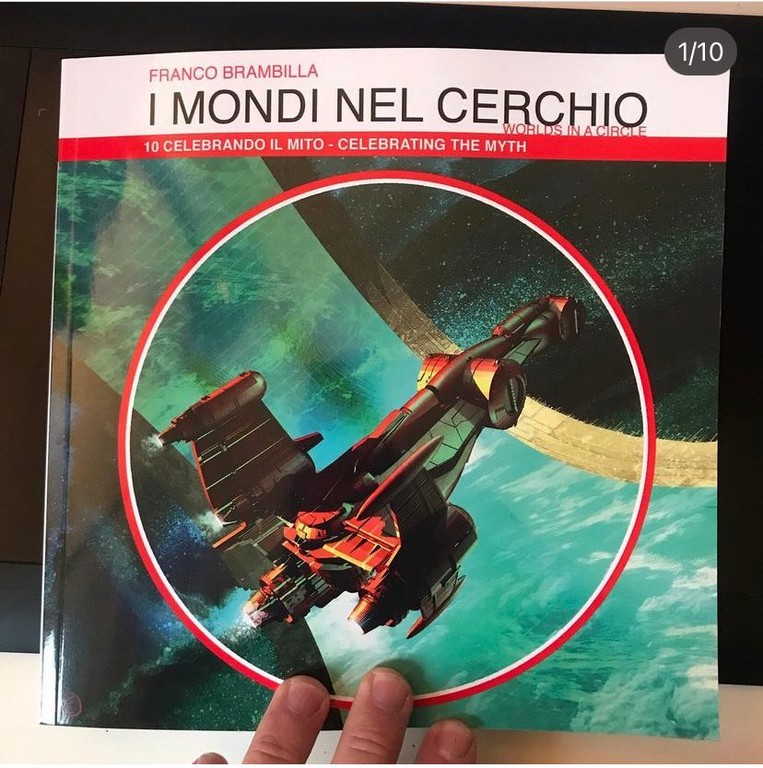 1/10
FRANCO BRAMBILLA
I MONDI NEL CERCHIO
WORLDS IN A CIRCLE
10 CELEBRANDO IL MITO - CELEBRATING THE MYTH